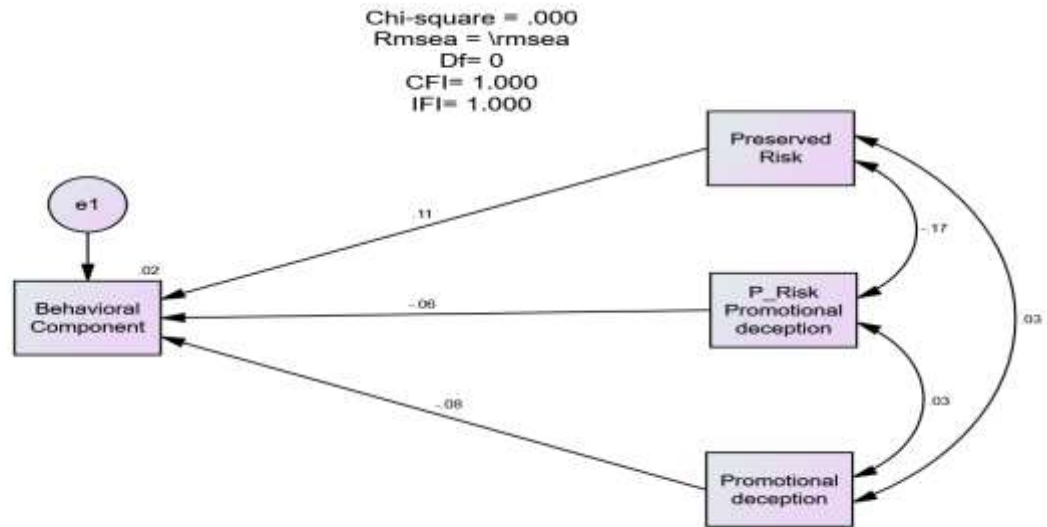 Chi-square = .000
Rmsea = \rmsea
Df= 0
CFI= 1.000
IFI= 1.000
Preserved
Risk
e1
.11
-.17
.02
Behavioral
Component
-.06
P_Risk
Promotional
deception
.03
-.08
.03
Promotional
deception